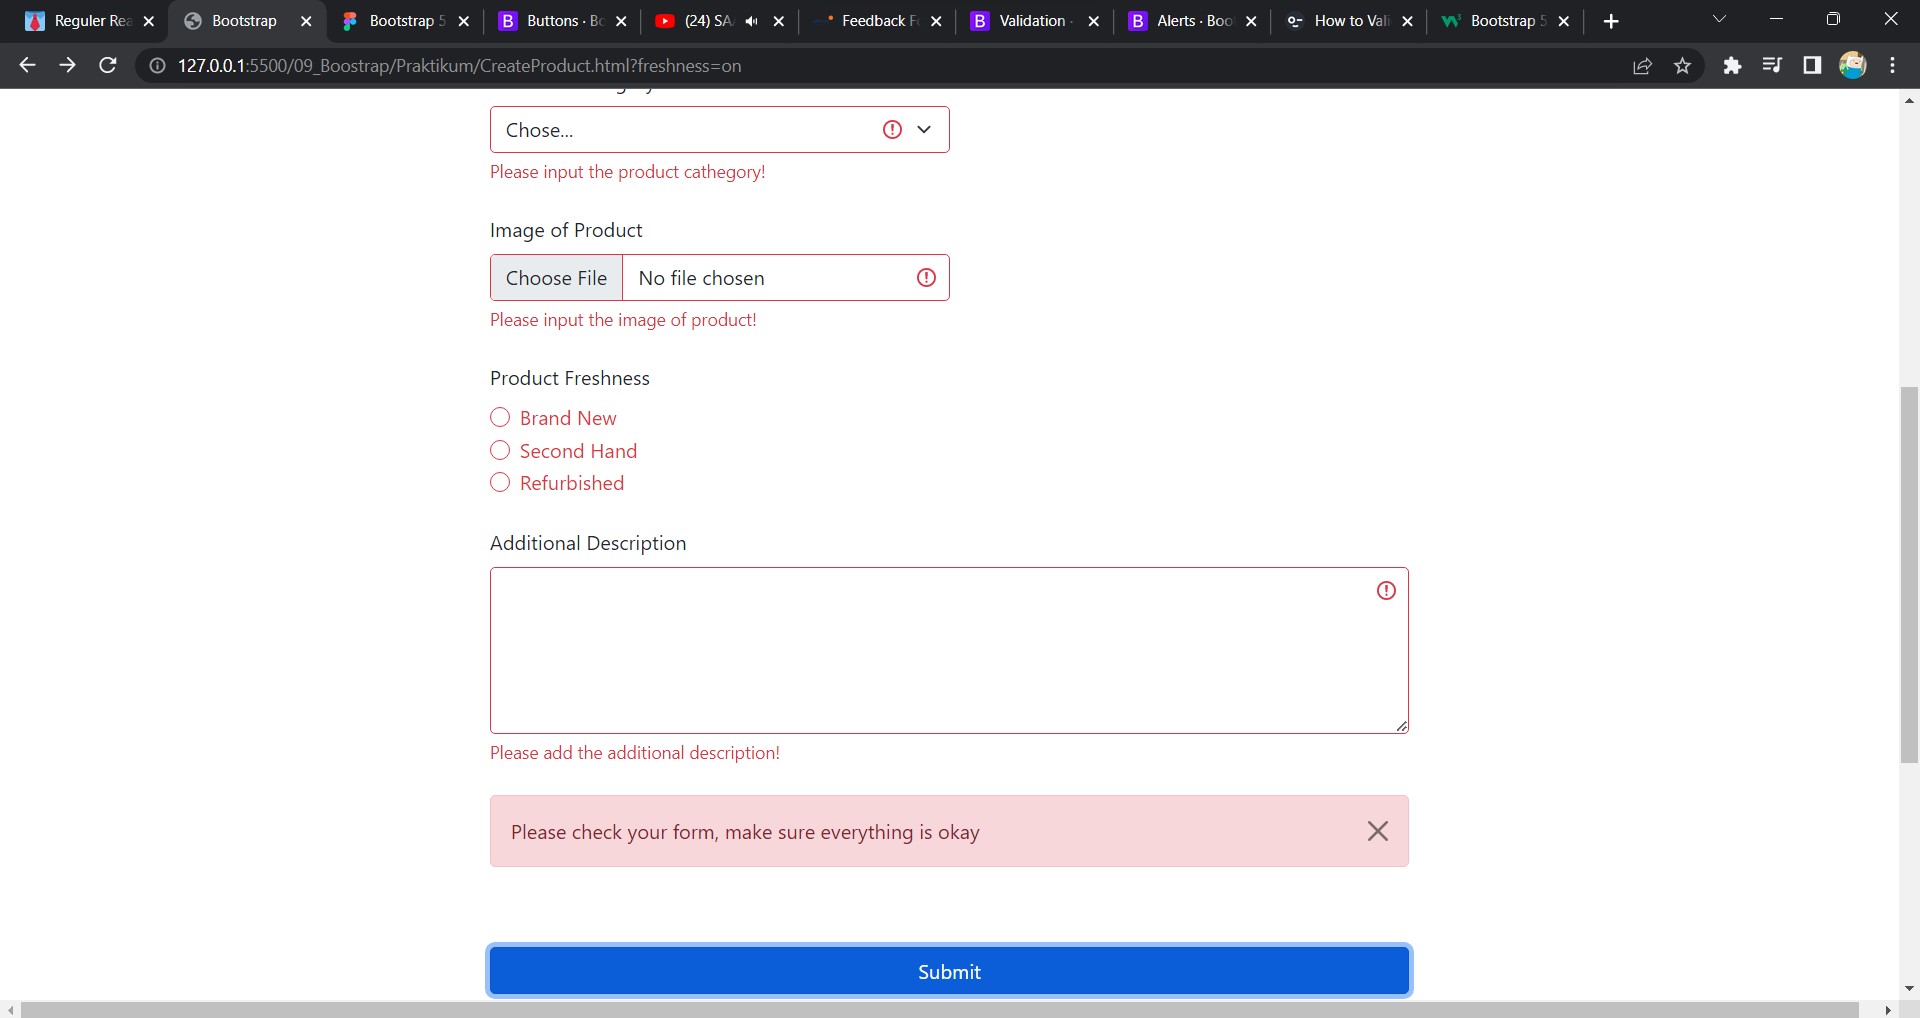 Reguler Rea
Bootstrap
Bootstrap 5
Buttons · Bo
(24) SA
Feedback F
Validation ·
Alerts · Boo
How to Vali
Bootstrap 5
127.0.0.1:5500/09_Boostrap/Praktikum/CreateProduct.html?freshness=on
Chose...
Please input the product cathegory!
Image of Product
Choose File
No file chosen
Please input the image of product!
Product Freshness
Brand New
Second Hand
Refurbished
Additional Description
Please add the additional description!
Please check your form, make sure everything is okay
Submit